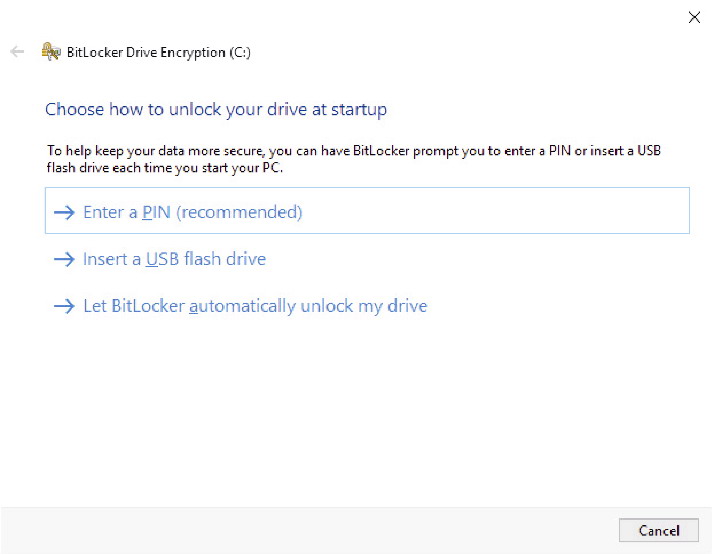 BitLocker Drive Encryption (C:)
Choose how to unlock your drive at startup
To help keep your data more secure, you can have BitLocker prompt you to enter a PIN or insert a USB
flash drive each time you start your PC.
Enter a PIN (recommended)
Insert a USB flash drive
Let BitLocker automatically unlock my drive
Cancel